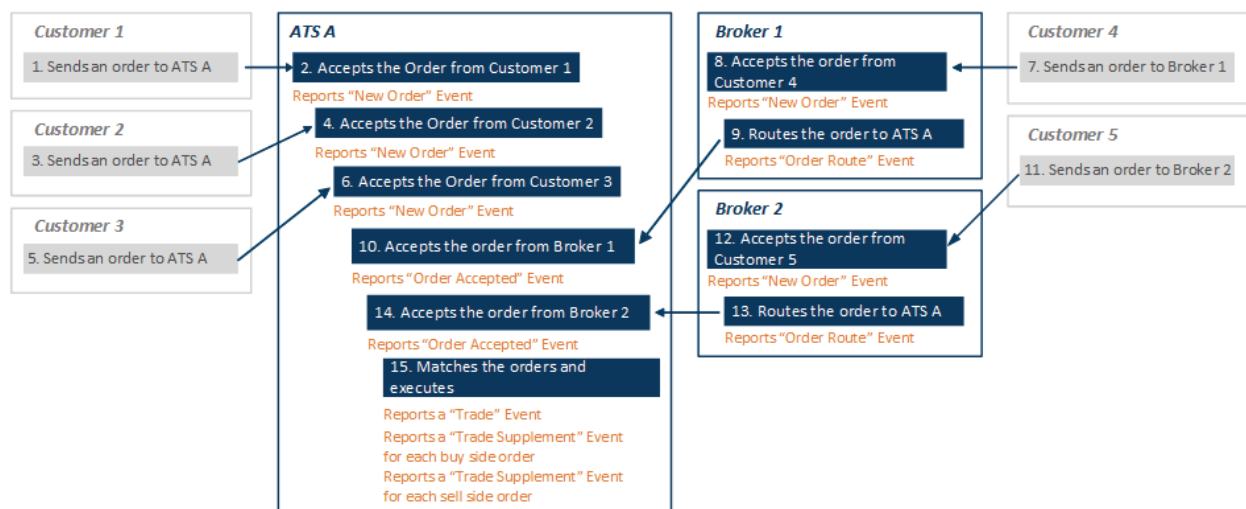 Customer 1
1. Sends an order to ATS A
Customer 2
3. Sends an order to ATS A
Customer 3
5. Sends an order to ATS A
ATS A
2. Accepts the Order from Customer 1
Reports “New Order” Event
4. Accepts the Order from Customer 2
Reports “New Order” Event
6. Accepts the Order from Customer 3
Reports “New Order” Event
10. Accepts the order from Broker 1
Reports “Order Accepted” Event
14. Accepts the order from Broker 2
Reports “Order Accepted” Event
15. Matches the orders and
executes
Reports a “Trade” Event
Reports a “Trade Supplement” Event
for each buy side order
Reports a “Trade Supplement” Event
for each sell side order
Broker 1
8. Accepts the order from
Customer 4
Reports “New Order” Event
9. Routes the order to ATS A
Reports “Order Route” Event
Broker 2
12. Accepts the order from
Customer 5
Reports “New Order” Event
13. Routes the order to ATS A
Reports “Order Route” Event
Customer 4
7. Sends an order to Broker 1
Customer 5
11. Sends an order to Broker 2